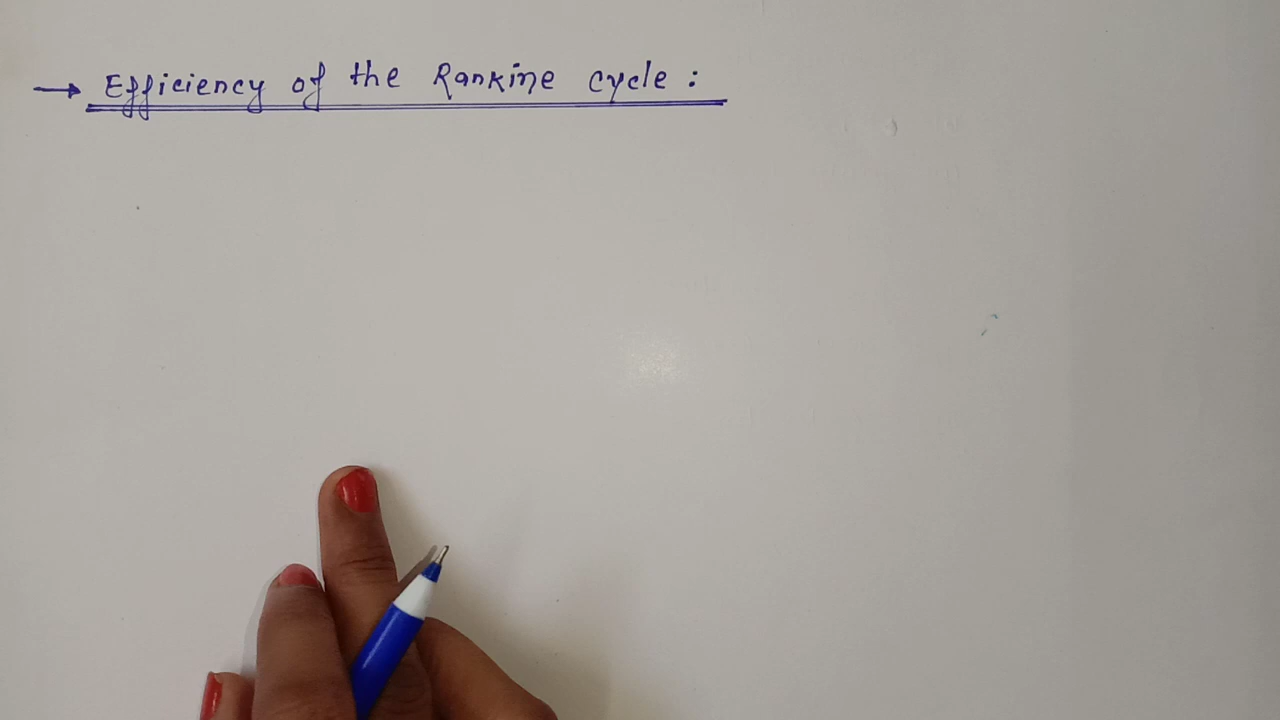 → Efficiency of the Rankine cycle :